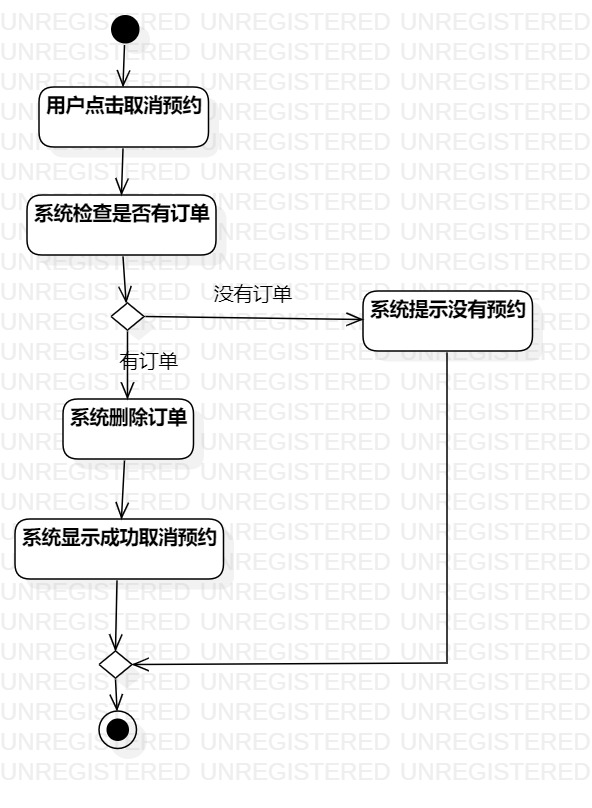 UNREGISTERED UNREGISTERED UNREGISTERED
用户点击取消预约
系统检查是否有订单
没有订单
系统提示没有预约
有订单
系统删除订单
系统显示成功取消预约